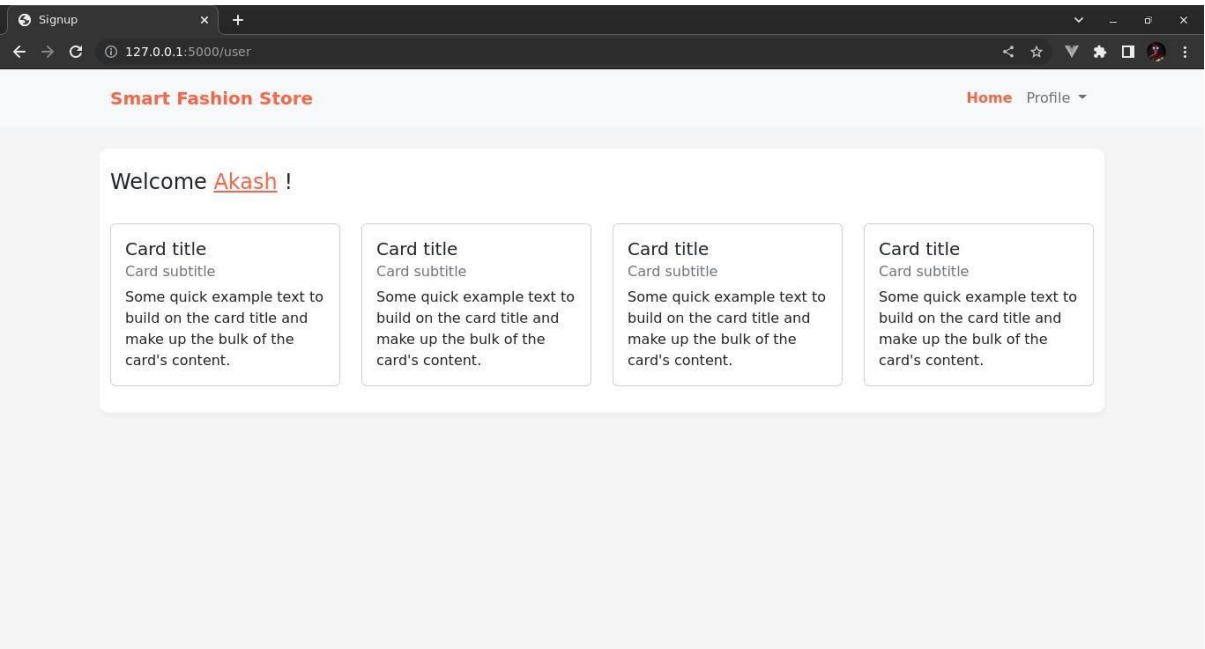 Signup
127.0.0.1:5000/user
Smart Fashion Store
Home Profile
Welcome Akash !
Card title
Card subtitle
Some quick example text to
build on the card title and
make up the bulk of the
card's content.
Card title
Card subtitle
Some quick example text to
build on the card title and
make up the bulk of the
card's content.
Card title
Card subtitle
Some quick example text to
build on the card title and
make up the bulk of the
card's content.
Card title
Card subtitle
Some quick example text to
build on the card title and
make up the bulk of the
card's content.